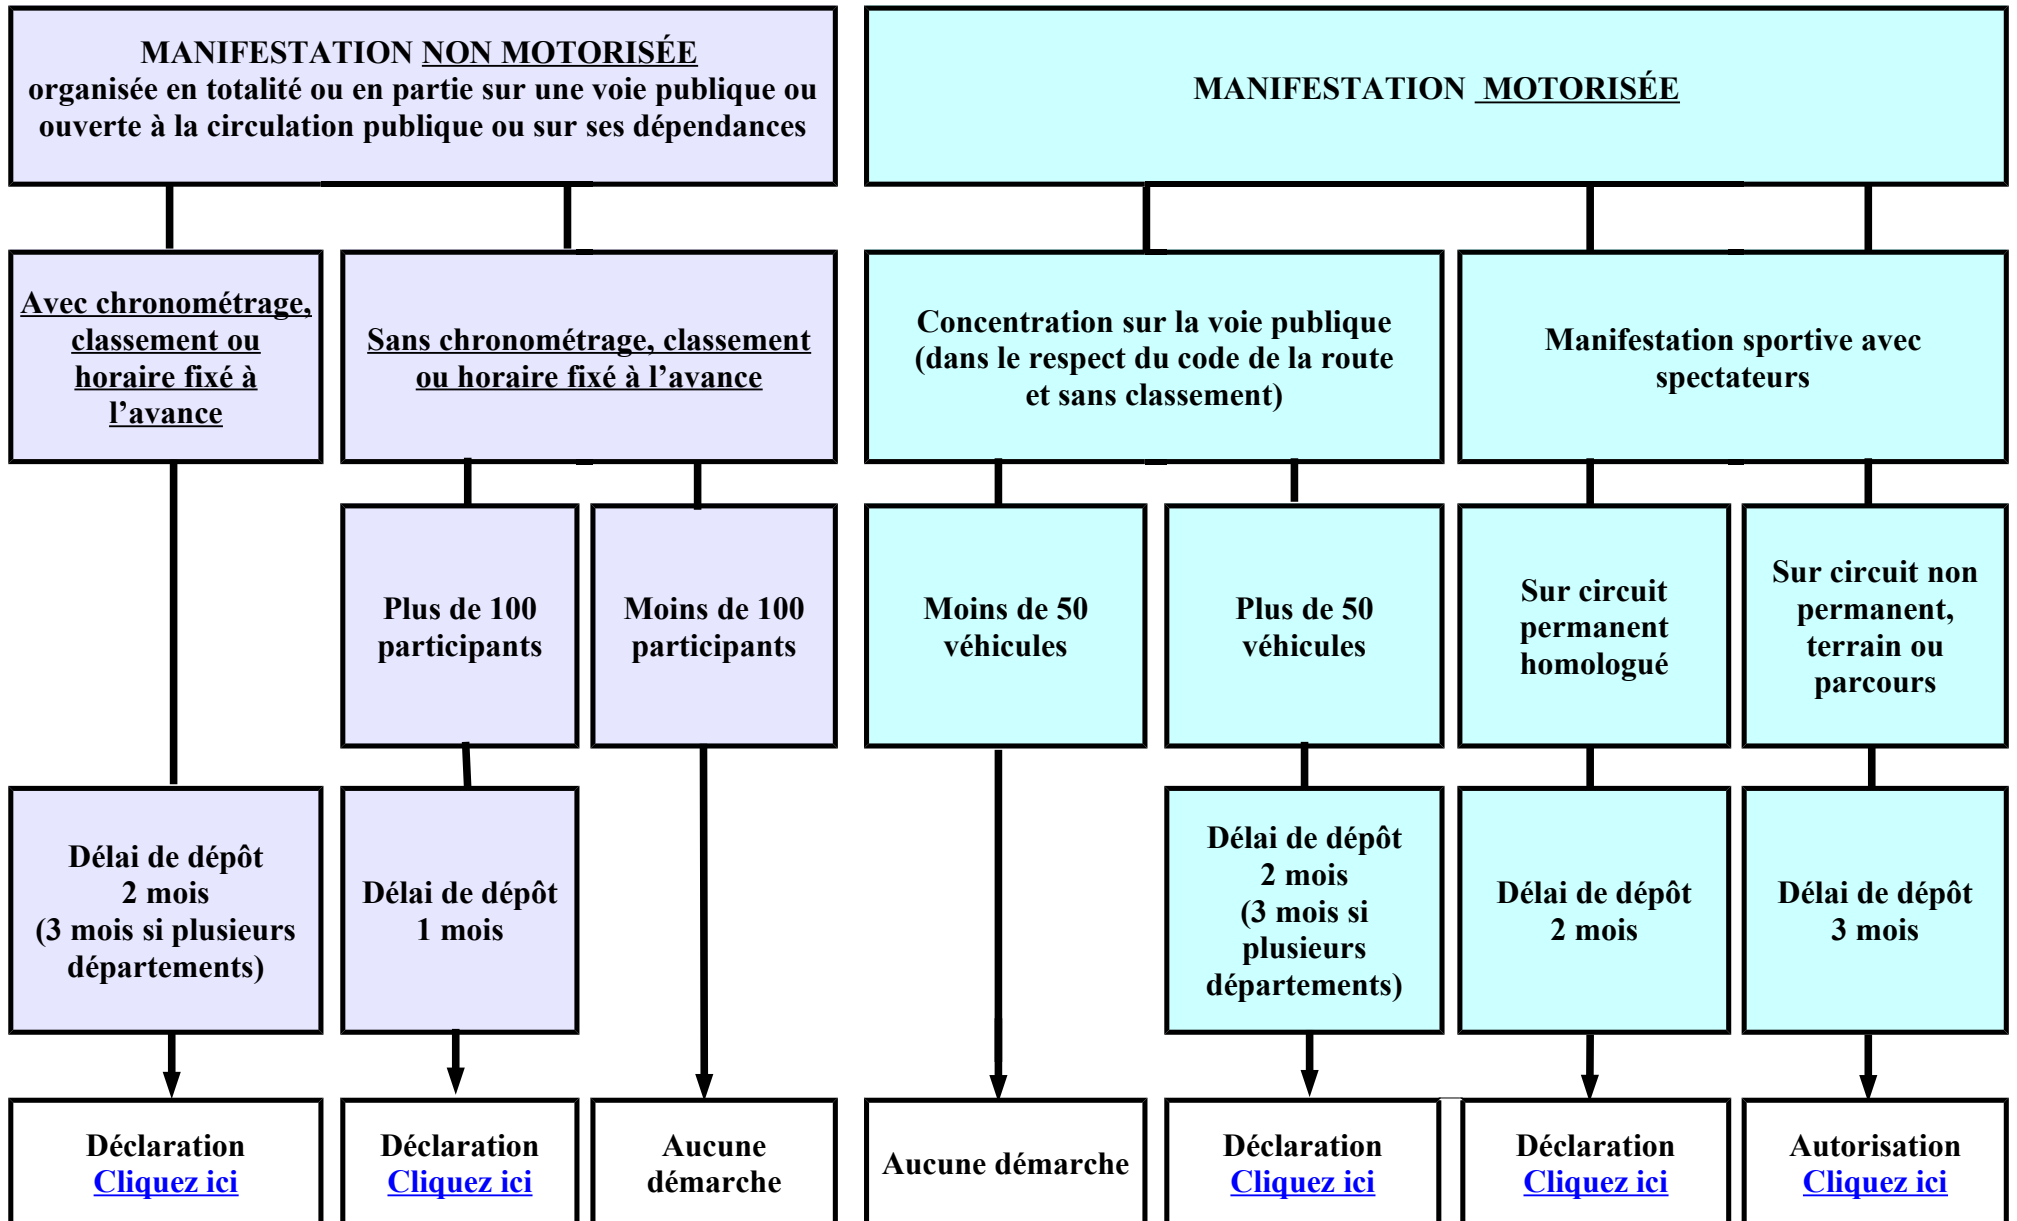 MANIFESTATION NON MOTORISÉE
organisée en totalité ou en partie sur une voie publique ou
ouverte à la circulation publique ou sur ses dépendances
MANIFESTATION MOTORISÉE
Avec chronométrage,
classement ou
horaire fixé à
l’avance
Sans chronométrage, classement
ou horaire fixé à l’avance
Concentration sur la voie publique
(dans le respect du code de la route
et sans classement)
Manifestation sportive avec
spectateurs
Plus de 100
participants
Moins de 100
participants
Moins de 50
véhicules
Plus de 50
véhicules
Sur circuit
permanent
homologué
Sur circuit non
permanent,
terrain ou
parcours
Délai de dépôt
2 mois
(3 mois si plusieurs
départements)
Délai de dépôt
1 mois
Délai de dépôt
2 mois
(3 mois si
plusieurs
départements)
Délai de dépôt
2 mois
Délai de dépôt
3 mois
Déclaration
Cliquez ici
Déclaration
Cliquez ici
Aucune
démarche
Aucune démarche
Déclaration
Cliquez ici
Déclaration
Cliquez ici
Autorisation
Cliquez ici